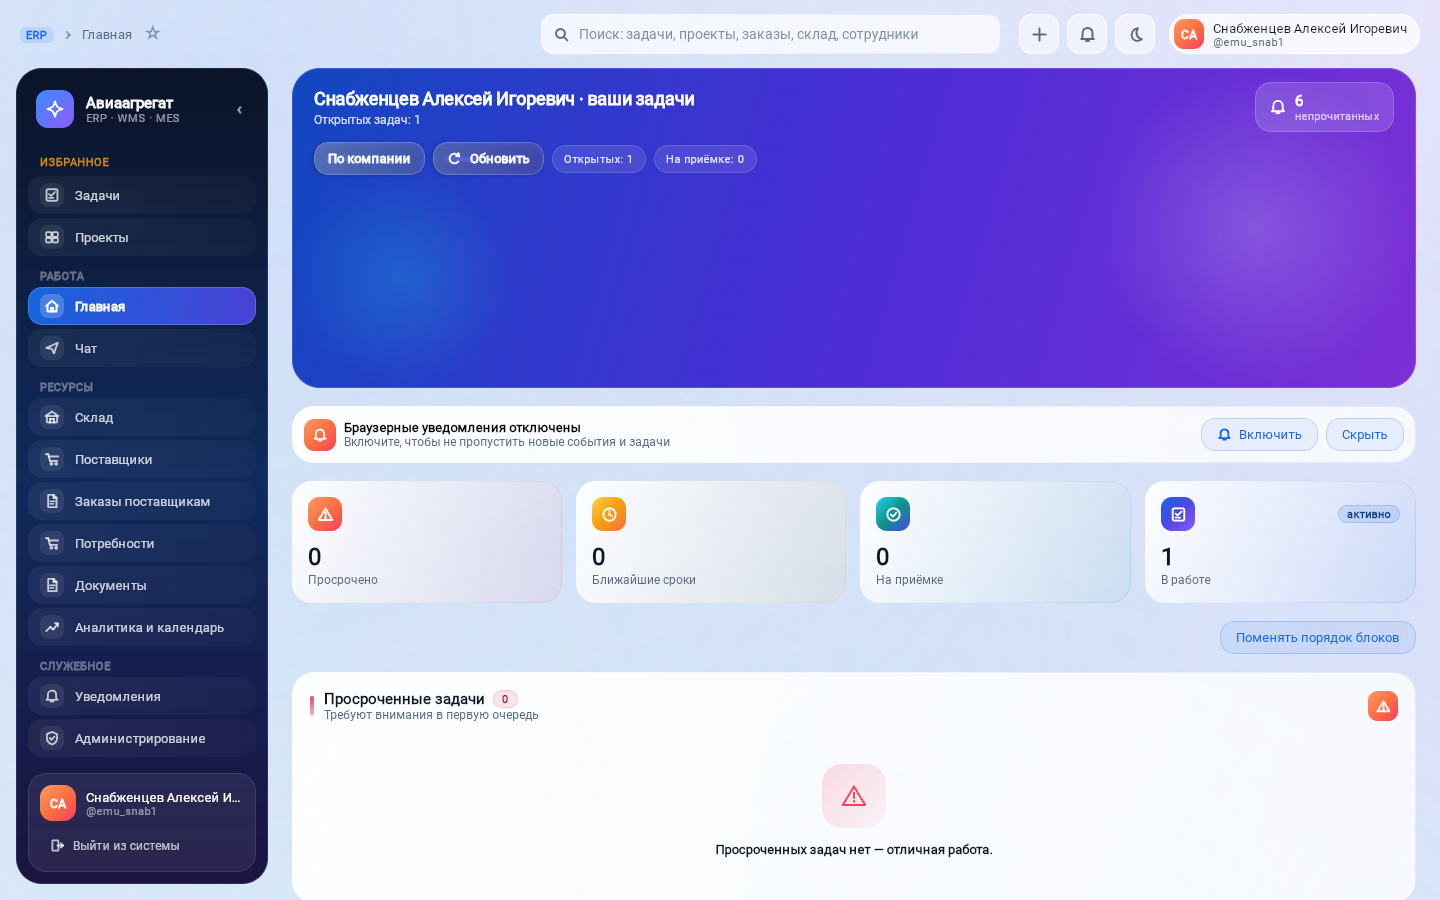 ERP
Главная
Поиск: задачи, проекты, заказы, склад, сотрудники
СА
Снабженцев Алексей Игоревич
@emu_snab1
Авиаагрегат
ERP · WMS · MES
ИЗБРАННОЕ
Задачи
Проекты
РАБОТА
Главная
Чат
РЕСУРСЫ
Склад
Поставщики
Заказы поставщикам
Потребности
Документы
Аналитика и календарь
СЛУЖЕБНОЕ
Уведомления
Администрирование
СА
Снабженцев Алексей И...
@emu_snab1
Выйти из системы
Снабженцев Алексей Игоревич · ваши задачи
Открытых задач: 1
6
непрочитанных
По компании
Обновить
Открытых: 1
На приёмке: 0
Браузерные уведомления отключены
Включите, чтобы не пропустить новые события и задачи
Включить
Скрыть
0
Просрочено
0
Ближайшие сроки
0
На приёмке
активно
1
В работе
Поменять порядок блоков
Просроченные задачи 0
Требуют внимания в первую очередь
Просроченных задач нет — отличная работа.